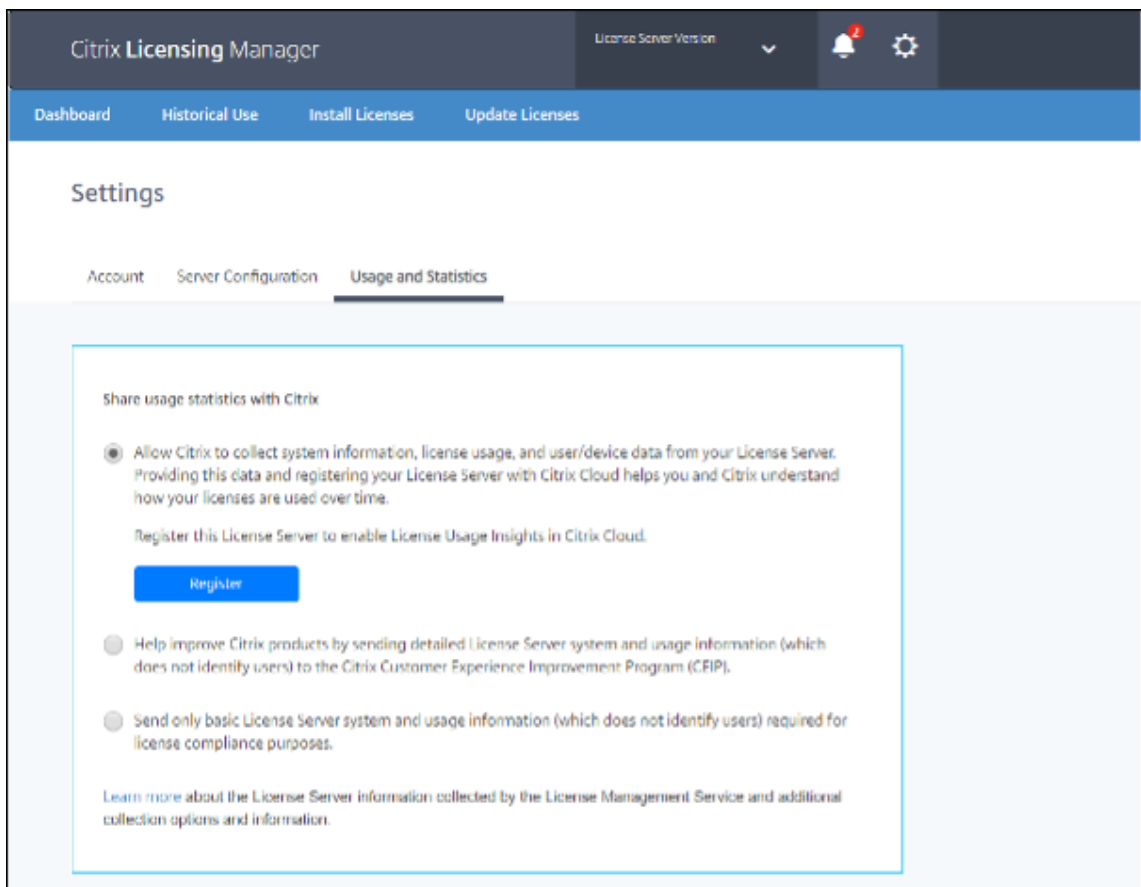 Citrix Licensing Manager
License Server Version
2
Dashboard Historical Use Install Licenses Update Licenses
Settings
Account Server Configuration Usage and Statistics
Share usage statistics with Citrix
Allow Citrix to collect system information, license usage, and user/device data from your License Server.
Providing this data and registering your License Server with Citrix Cloud helps you and Citrix understand
how your licenses are used over time.
Register this License Server to enable License Usage Insights in Citrix Cloud.
Register
Help improve Citrix products by sending detailed License Server system and usage information (which
does not identify users) to the Citrix Customer Experience Improvement Program (CEIP).
Send only basic License Server system and usage information (which does not identify users) required for
license compliance purposes.
Learn more about the License Server information collected by the License Management Service and additional
collection options and information.